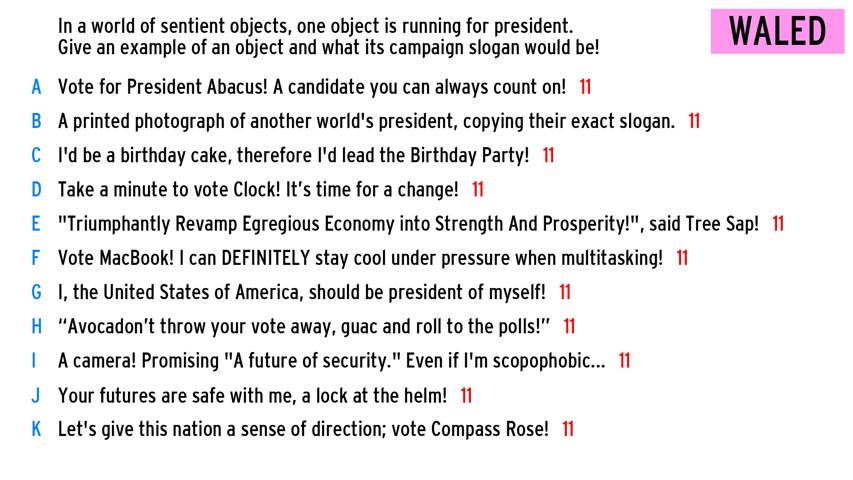 In a world of sentient objects, one object is running for president.
Give an example of an object and what its campaign slogan would be!
WALED
A Vote for President Abacus! A candidate you can always count on! 11
B A printed photograph of another world's president, copying their exact slogan. 11
C I'd be a birthday cake, therefore I'd lead the Birthday Party! 11
D Take a minute to vote Clock! It’s time for a change! 11
E "Triumphantly Revamp Egregious Economy into Strength And Prosperity!", said Tree Sap! 11
F Vote MacBook! I can DEFINITELY stay cool under pressure when multitasking! 11
G I, the United States of America, should be president of myself! 11
H “Avocadon’t throw your vote away, guac and roll to the polls!” 11
I A camera! Promising "A future of security." Even if I'm scopophobic... 11
J Your futures are safe with me, a lock at the helm! 11
K Let's give this nation a sense of direction; vote Compass Rose! 11